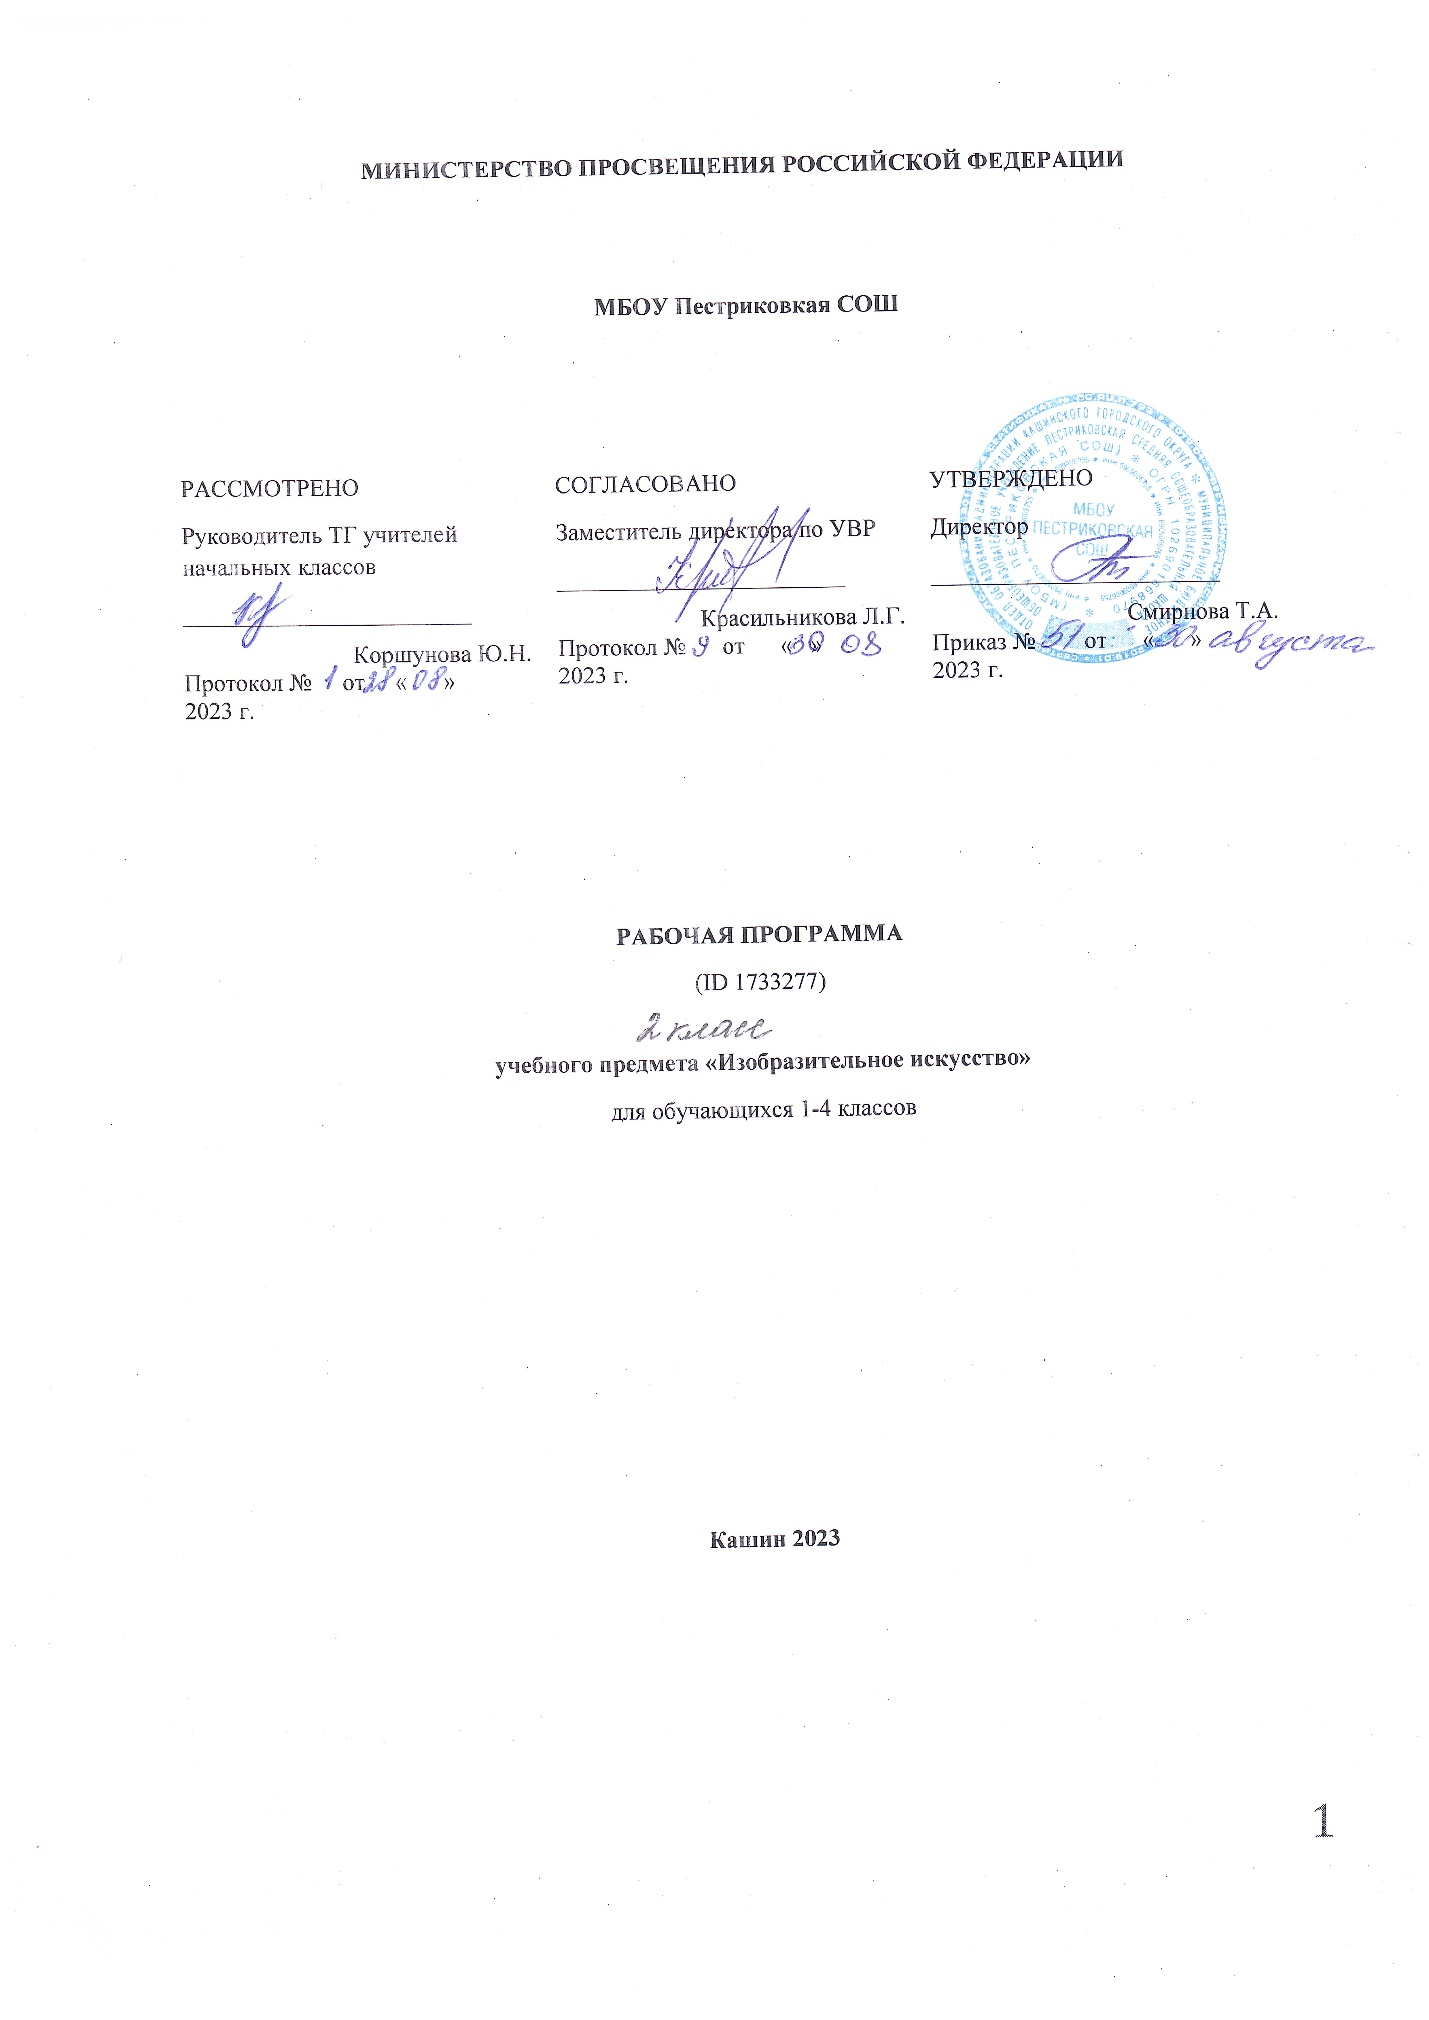 МИНИСТЕРСТВО ПРОСВЕЩЕНИЯ РОССИЙСКОЙ ФЕДЕРАЦИИ
МБОУ Пестриковкая СОШ
РАССМОТРЕНО
Руководитель ТГ учителей
начальных классов
Коршунова Ю.Н.
Протокол № 1 от 28 « 08 »
2023 г.
СОГЛАСОВАНО
Заместитель директора по УВР
Красильникова Л.Г.
Протокол № 9 от « 30 » 08
2023 г.
УТВЕРЖДЕНО
Директор
МБОУ
ПЕСТРИКОВСКАЯ
СОШ
Смирнова Т.А.
Приказ № 51 от « 30 » августа
2023 г.
РАБОЧАЯ ПРОГРАММА
(ID 1733277)
2 класс
учебного предмета «Изобразительное искусство»
для обучающихся 1-4 классов
Кашин 2023
1